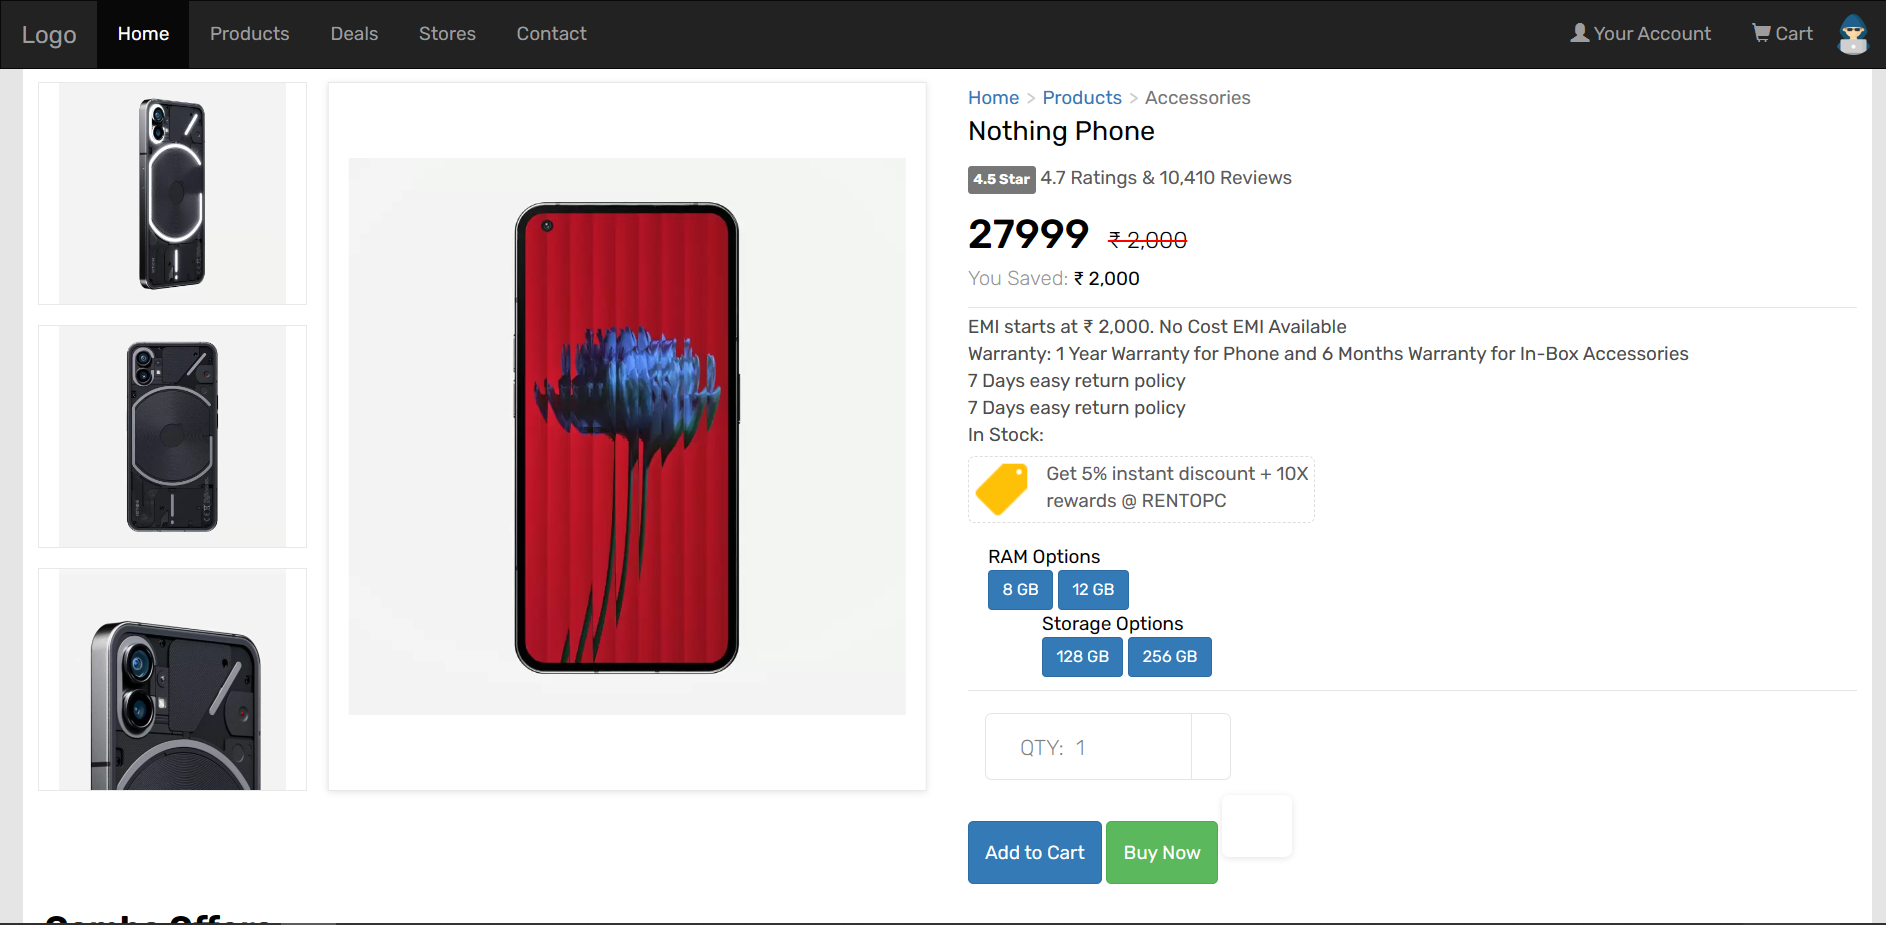 Logo Home Products Deals Stores Contact Your Account Cart
Home > Products > Accessories
Nothing Phone
4.5 Star 4.7 Ratings & 10,410 Reviews
27999 ₹ 2,000
You Saved: ₹ 2,000
EMI starts at ₹ 2,000. No Cost EMI Available
Warranty: 1 Year Warranty for Phone and 6 Months Warranty for In-Box Accessories
7 Days easy return policy
7 Days easy return policy
In Stock:
Get 5% instant discount + 10X
rewards @ RENTOPC
RAM Options
8 GB 12 GB
Storage Options
128 GB 256 GB
QTY: 1
Add to Cart Buy Now
Combo Offers